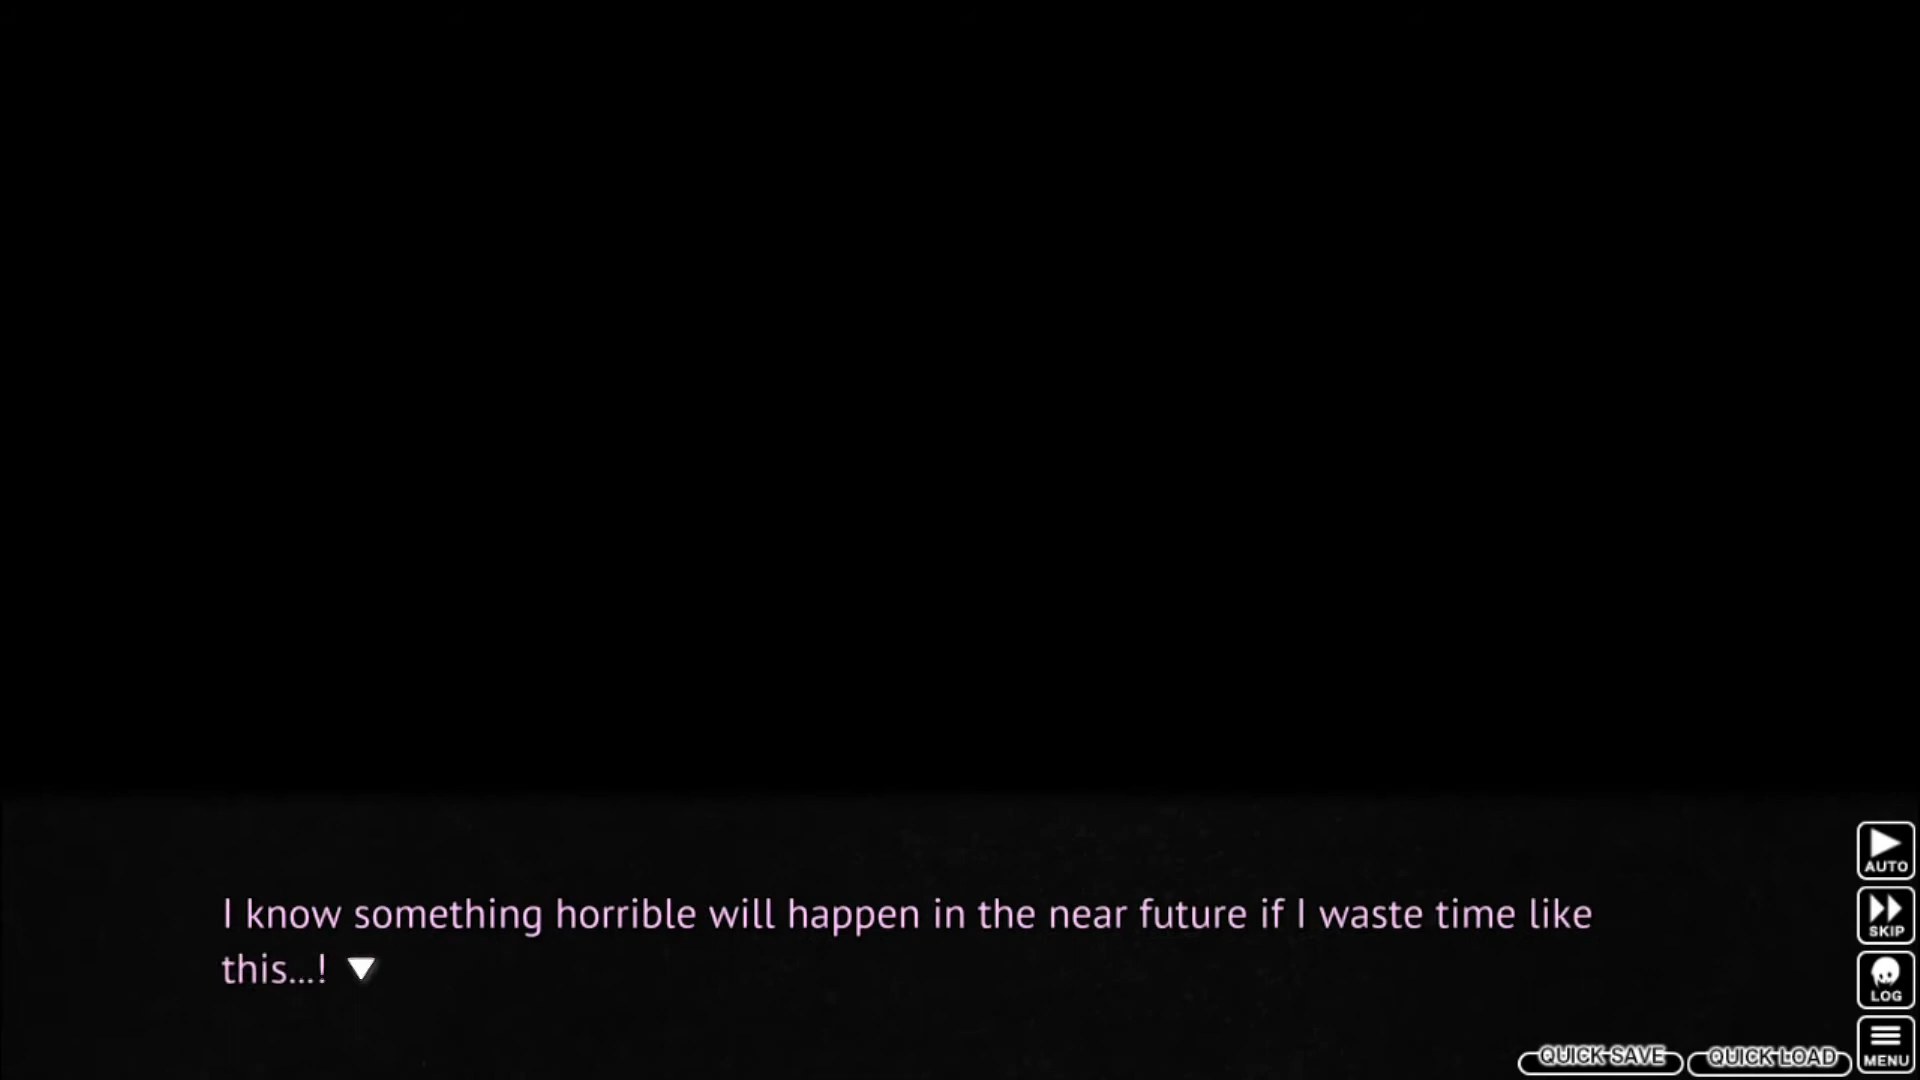 I know something horrible will happen in the near future if I waste time like
this...!
AUTO
SKIP
LOG
MENU
QUICK SAVE
QUICK LOAD